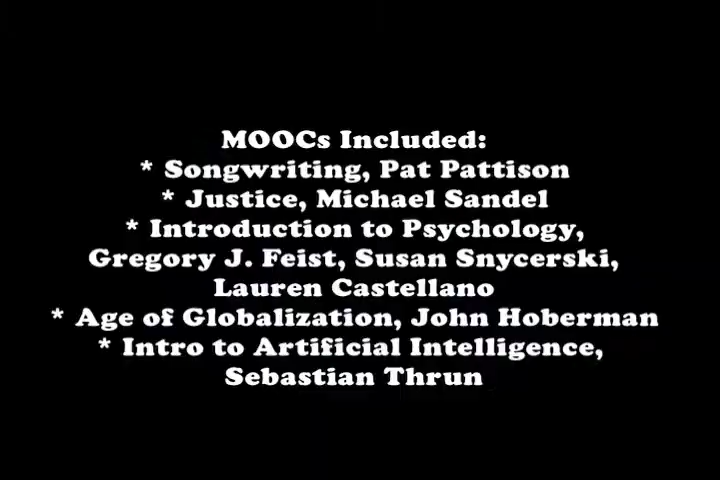 MOOCs Included:
* Songwriting, Pat Pattison
* Justice, Michael Sandel
* Introduction to Psychology,
Gregory J. Feist, Susan Snycerski,
Lauren Castellano
* Age of Globalization, John Hoberman
* Intro to Artificial Intelligence,
Sebastian Thrun